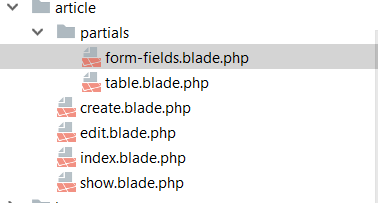 article
partials
form-fields.blade.php
table.blade.php
create.blade.php
edit.blade.php
index.blade.php
show.blade.php